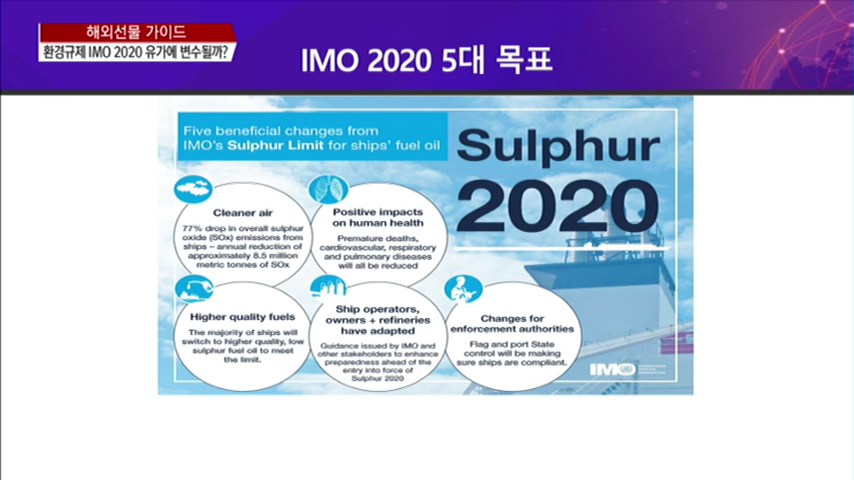 해외선물 가이드
환경규제 IMO 2020 유가에 변수될까?
IMO 2020 5대 목표
Five beneficial changes from
IMO's Sulphur Limit for ships' fuel oil
Sulphur
2020
Cleaner air
77% drop in overall sulphur
oxide (SOx) emissions from
ships – annual reduction of
approximately 8.5 million
metric tonnes of SOx
Positive impacts
on human health
Premature deaths,
cardiovascular, respiratory
and pulmonary diseases
will all be reduced
Higher quality fuels
The majority of ships will
switch to higher quality, low
sulphur fuel oil to meet
the limit.
Ship operators,
owners + refineries
have adapted
Guidance issued by IMO and
other stakeholders to enhance
preparedness ahead of the
entry into force of
Sulphur 2020
Changes for
enforcement authorities
Flag and port State
control will be making
sure ships are compliant.
IMO